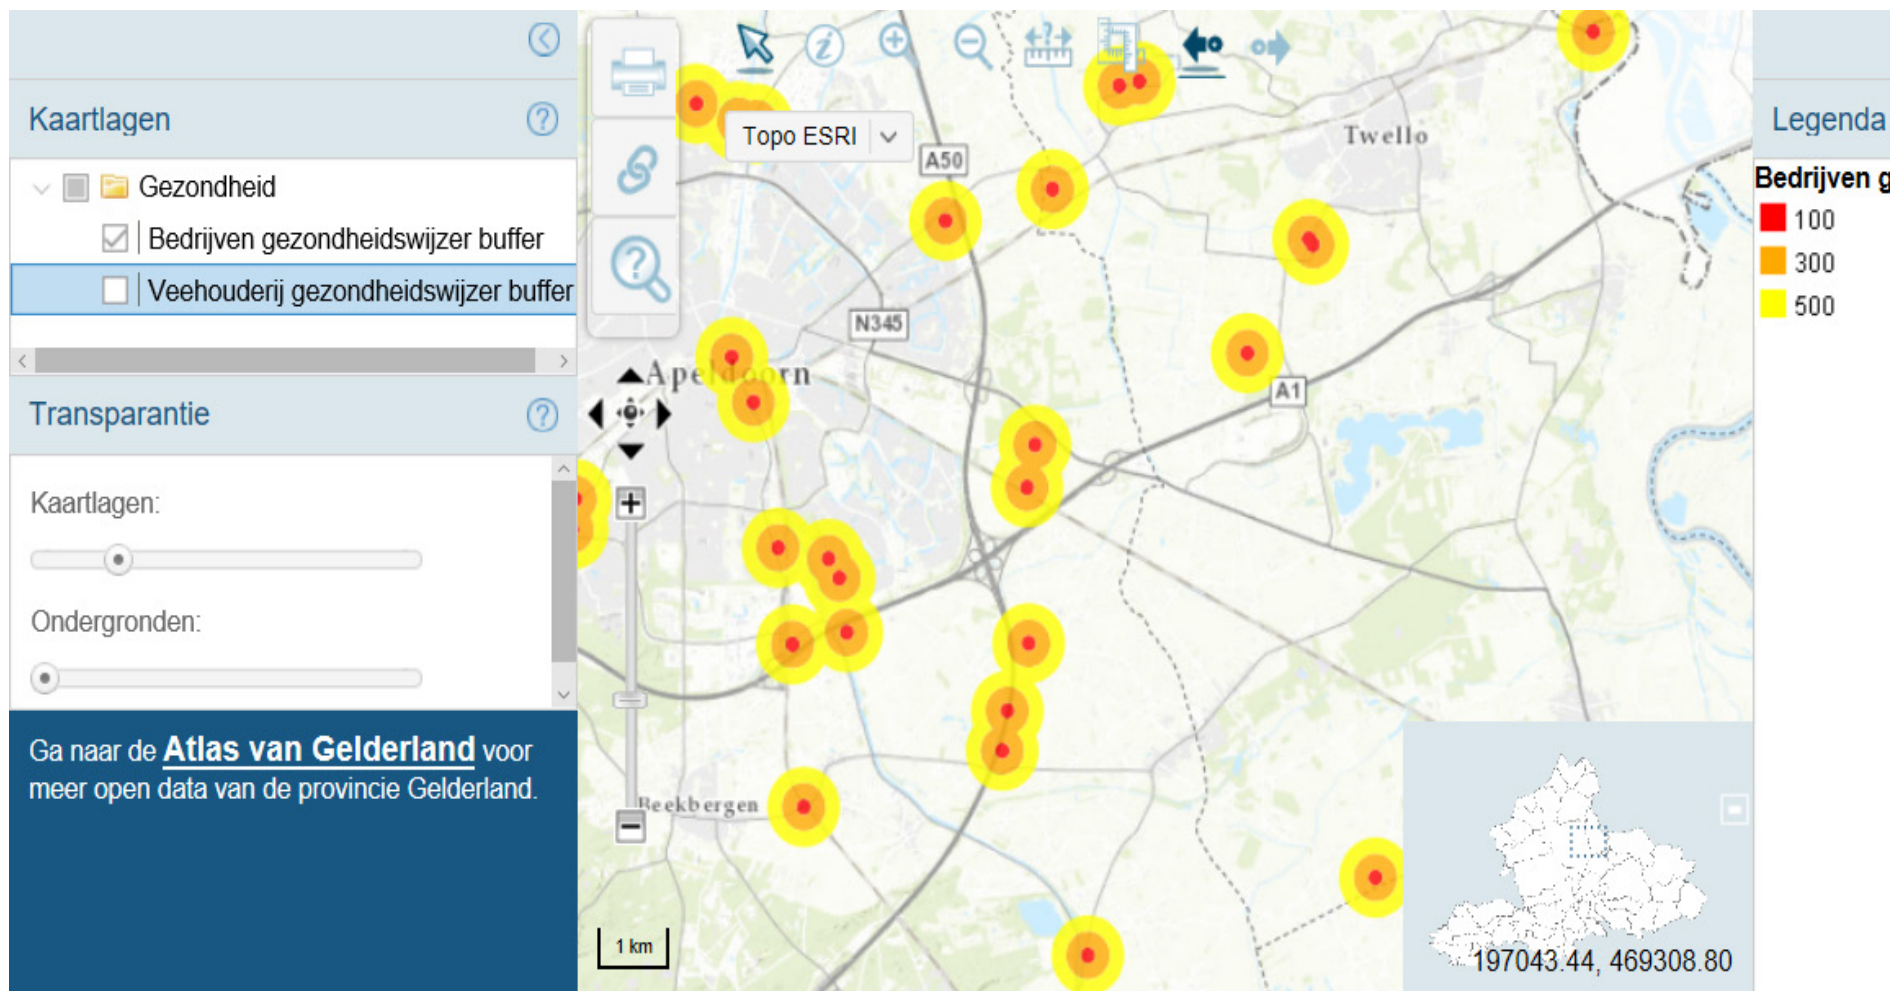 Kaartlagen
Gezondheid
Bedrijven gezondheidswijzer buffer
Veehouderij gezondheidswijzer buffer
Transparantie
Kaartlagen:
Ondergronden:
Ga naar de Atlas van Gelderland voor
meer open data van de provincie Gelderland.
Topo ESRI
A50
Twello
N345
Apeldoorn
A1
Beekbergen
1 km
197043.44, 469308.80
Legenda
Bedrijven g
100
300
500